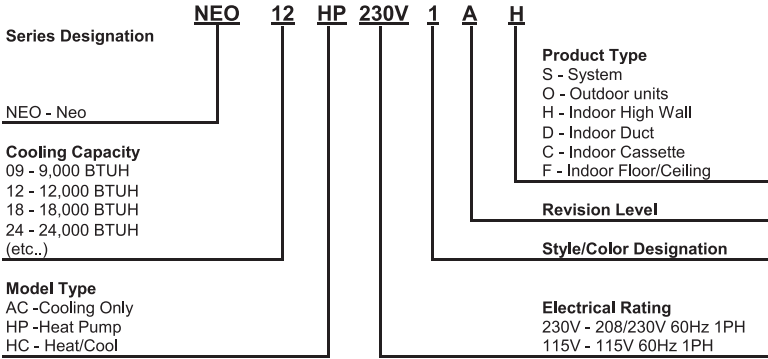 NEO 12 HP 230V 1 A H
Series Designation
NEO - Neo
Cooling Capacity
09 - 9,000 BTUH
12 - 12,000 BTUH
18 - 18,000 BTUH
24 - 24,000 BTUH
(etc..)
Model Type
AC -Cooling Only
HP -Heat Pump
HC - Heat/Cool
Product Type
S - System
O - Outdoor units
H - Indoor High Wall
D - Indoor Duct
C - Indoor Cassette
F - Indoor Floor/Ceiling
Revision Level
Style/Color Designation
Electrical Rating
230V - 208/230V 60Hz 1PH
115V - 115V 60Hz 1PH